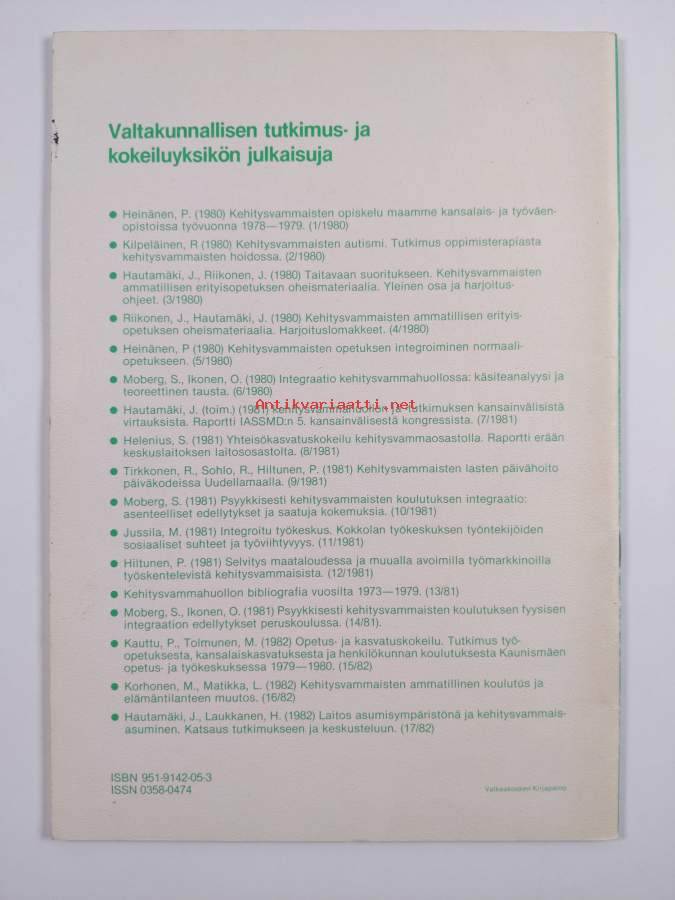 Valtakunnallisen tutkimus- ja
kokeiluyksikön julkaisuja
● Heinänen, P. (1980) Kehitysvammaisten opiskelu maamme kansalais- ja työväen-
opistoissa työvuonna 1978—1979. (1/1980)
● Kilpeläinen, R (1980) Kehitysvammaisten autismi. Tutkimus oppimisterapiasta
kehitysvammaisten hoidossa. (2/1980)
● Hautamäki, J., Riikonen, J. (1980) Taitavaan suoritukseen. Kehitysvammaisten
ammatillisen erityisopetuksen oheismateriaalia. Yleinen osa ja harjoitus-
ohjeet. (3/1980)
● Riikonen, J., Hautamäki, J. (1980) Kehitysvammaisten ammatillisen erityis-
opetuksen oheismateriaalia. Harjoituslomakkeet. (4/1980)
● Heinänen, P (1980) Kehitysvammaisten opetuksen integroiminen normaali-
opetukseen. (5/1980)
● Moberg, S., Ikonen, O. (1980) Integraatio kehitysvammahuollossa: käsiteanalyysi ja
teoreettinen tausta. (6/1980)
Antikvariaatti.net
● Hautamäki, J. (toim.) (1981) Kehitysvammahuollon ja -tutkimuksen kansainvälisistä
virtauksista. Raportti IASSMD:n 5. kansainvälisestä kongressista. (7/1981)
● Helenius, S. (1981) Yhteisökasvatuskokeilu kehitysvammaosastolla. Raportti erään
keskuslaitoksen laitososastolta. (8/1981)
● Tirkkonen, R., Sohlo, R., Hiltunen, P. (1981) Kehitysvammaisten lasten päivähoito
päiväkodeissa Uudellamaalla. (9/1981)
● Moberg, S. (1981) Psyykkisesti kehitysvammaisten koulutuksen integraatio:
asenteelliset edellytykset ja saatuja kokemuksia. (10/1981)
● Jussila, M. (1981) Integroitu työkeskus. Kokkolan työkeskuksen työntekijöiden
sosiaaliset suhteet ja työviihtyvyys. (11/1981)
● Hiltunen, P. (1981) Selvitys maataloudessa ja muualla avoimilla työmarkkinoilla
työskentelevistä kehitysvammaisista. (12/1981)
● Kehitysvammahuollon bibliografia vuosilta 1973—1979. (13/81)
● Moberg, S., Ikonen, O. (1981) Psyykkisesti kehitysvammaisten koulutuksen fyysisen
integraation edellytykset peruskoulussa. (14/81).
● Kauttu, P., Tolmunen, M. (1982) Opetus- ja kasvatuskokeilu. Tutkimus työ-
opetuksesta, kansalaiskasvatuksesta ja henkilökunnan koulutuksesta Kaunismäen
opetus- ja työkeskuksessa 1979—1980. (15/82)
● Korhonen, M., Matikka, L. (1982) Kehitysvammaisten ammatillinen koulutus ja
elämäntilanteen muutos. (16/82)
● Hautamäki, J., Laukkanen, H. (1982) Laitos asumisympäristönä ja kehitysvammais-
asuminen. Katsaus tutkimukseen ja keskusteluun. (17/82)
ISBN 951-9142-05-3
ISSN 0358-0474
Valkeakosken Kirjapaino